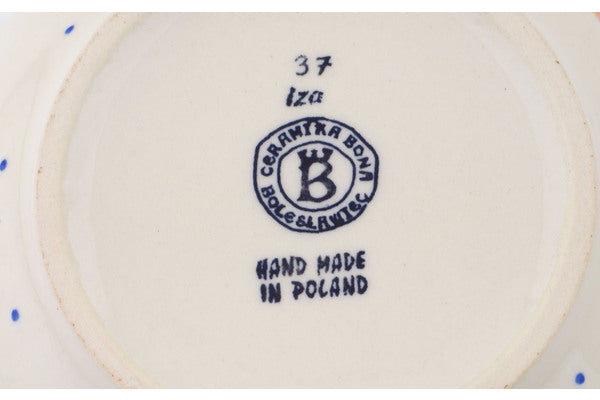 37
Iza
CERAMIKA BONA
B
BOLESŁAWIEC
HAND MADE
IN POLAND